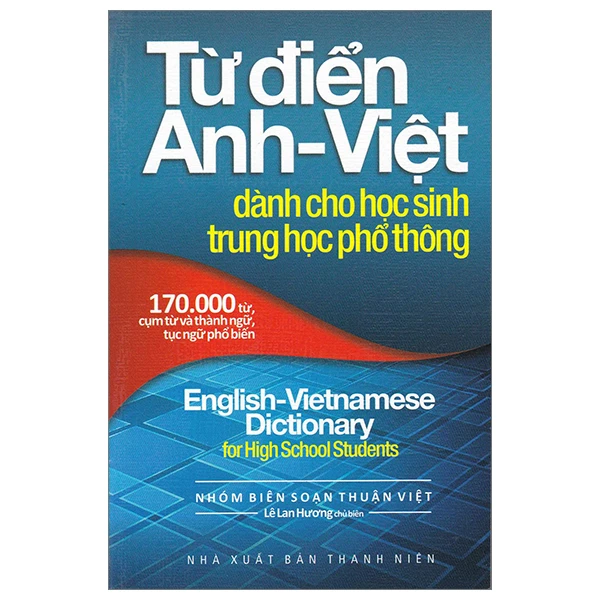 Từ điển
Anh-Việt
dành cho học sinh
trung học phổ thông
170.000 từ,
cụm từ và thành ngữ,
tục ngữ phổ biến
English-Vietnamese
Dictionary
for High School Students
NHÓM BIÊN SOẠN THUẬN VIỆT
Lê Lan Hương chủ biên
NHÀ XUẤT BẢN THANH NIÊN